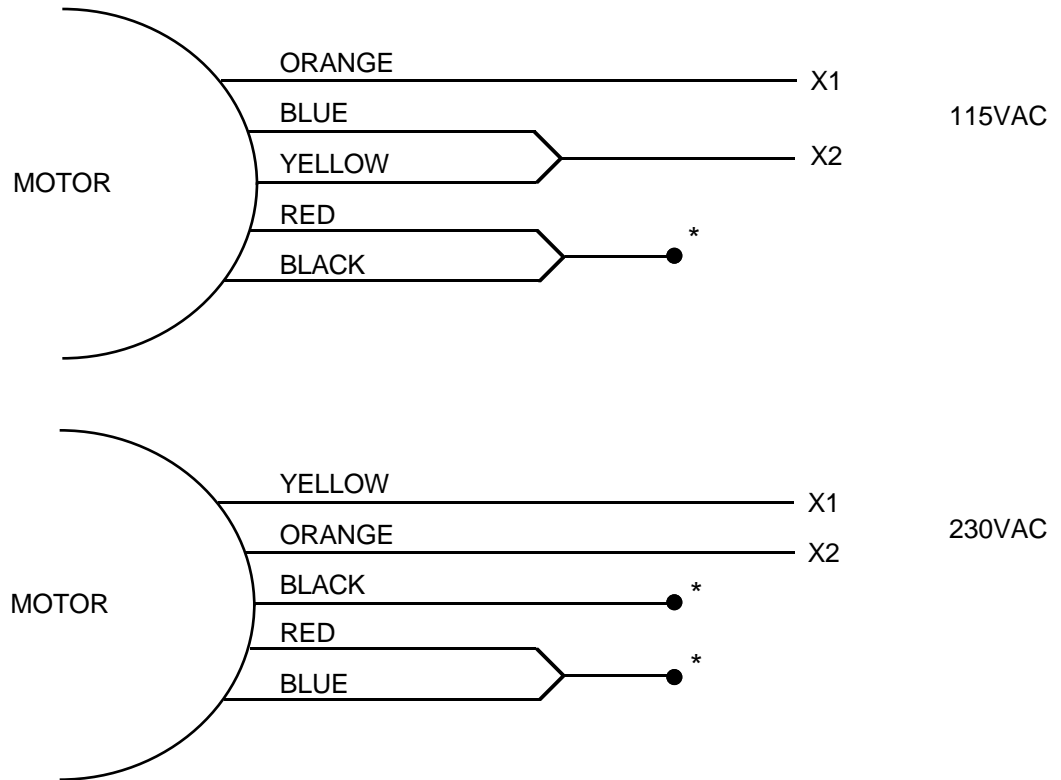 ORANGE
X1
BLUE
115VAC
YELLOW
X2
MOTOR
RED
*
BLACK
YELLOW
X1
ORANGE
230VAC
X2
BLACK
*
MOTOR
RED
*
BLUE